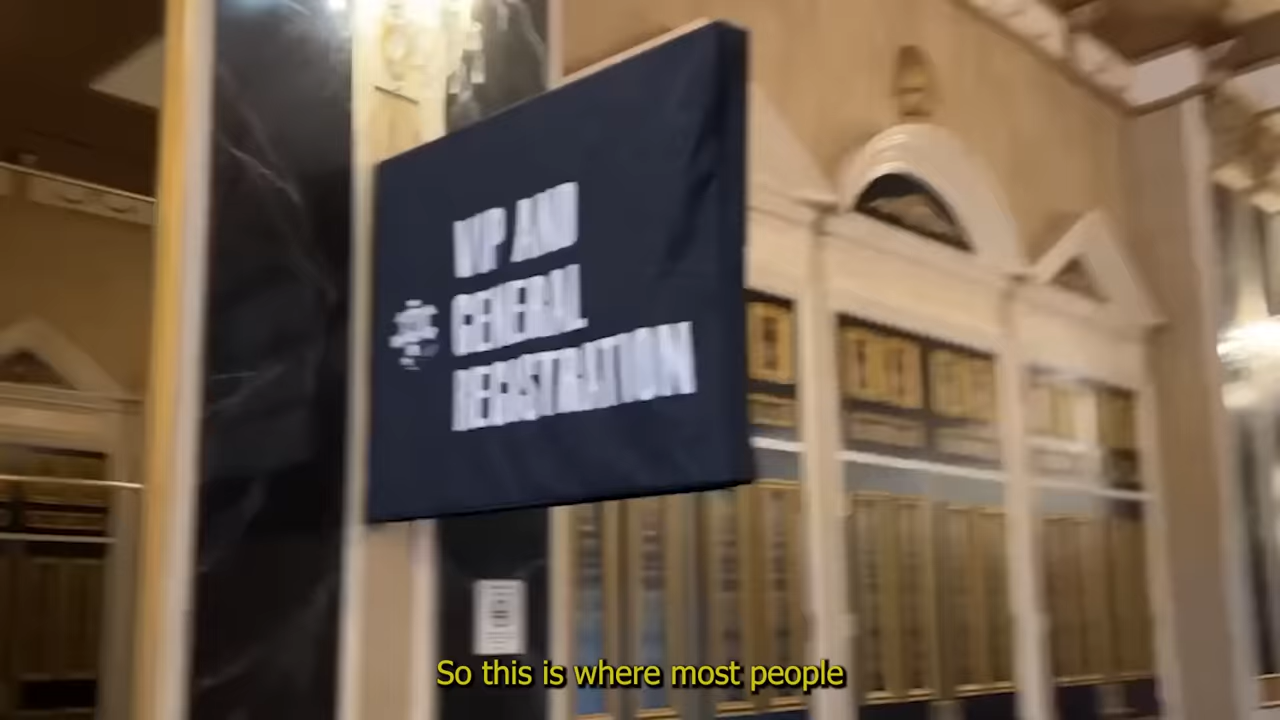 VIP AND
GENERAL
REGISTRATION
So this is where most people